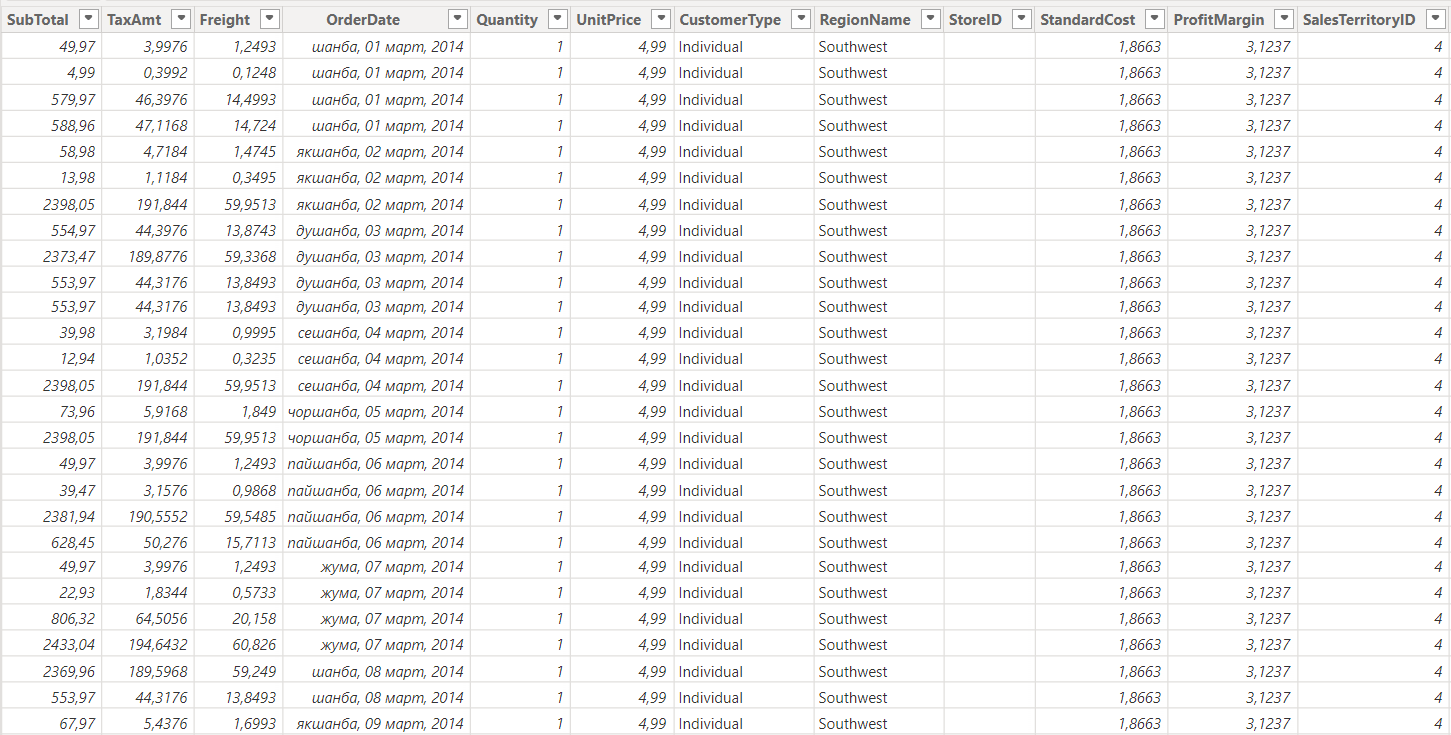 SubTotal TaxAmt Freight OrderDate Quantity UnitPrice CustomerType RegionName StoreID StandardCost ProfitMargin SalesTerritoryID
49,97 3,9976 1,2493 шанба, 01 март, 2014 1 4,99 Individual Southwest 1,8663 3,1237 4
4,99 0,3992 0,1248 шанба, 01 март, 2014 1 4,99 Individual Southwest 1,8663 3,1237 4
579,97 46,3976 14,4993 шанба, 01 март, 2014 1 4,99 Individual Southwest 1,8663 3,1237 4
588,96 47,1168 14,724 шанба, 01 март, 2014 1 4,99 Individual Southwest 1,8663 3,1237 4
58,98 4,7184 1,4745 якшанба, 02 март, 2014 1 4,99 Individual Southwest 1,8663 3,1237 4
13,98 1,1184 0,3495 якшанба, 02 март, 2014 1 4,99 Individual Southwest 1,8663 3,1237 4
2398,05 191,844 59,9513 якшанба, 02 март, 2014 1 4,99 Individual Southwest 1,8663 3,1237 4
554,97 44,3976 13,8743 душанба, 03 март, 2014 1 4,99 Individual Southwest 1,8663 3,1237 4
2373,47 189,8776 59,3368 душанба, 03 март, 2014 1 4,99 Individual Southwest 1,8663 3,1237 4
553,97 44,3176 13,8493 душанба, 03 март, 2014 1 4,99 Individual Southwest 1,8663 3,1237 4
553,97 44,3176 13,8493 душанба, 03 март, 2014 1 4,99 Individual Southwest 1,8663 3,1237 4
39,98 3,1984 0,9995 сешанба, 04 март, 2014 1 4,99 Individual Southwest 1,8663 3,1237 4
12,94 1,0352 0,3235 сешанба, 04 март, 2014 1 4,99 Individual Southwest 1,8663 3,1237 4
2398,05 191,844 59,9513 сешанба, 04 март, 2014 1 4,99 Individual Southwest 1,8663 3,1237 4
73,96 5,9168 1,849 чоршанба, 05 март, 2014 1 4,99 Individual Southwest 1,8663 3,1237 4
2398,05 191,844 59,9513 чоршанба, 05 март, 2014 1 4,99 Individual Southwest 1,8663 3,1237 4
49,97 3,9976 1,2493 пайшанба, 06 март, 2014 1 4,99 Individual Southwest 1,8663 3,1237 4
39,47 3,1576 0,9868 пайшанба, 06 март, 2014 1 4,99 Individual Southwest 1,8663 3,1237 4
2381,94 190,5552 59,5485 пайшанба, 06 март, 2014 1 4,99 Individual Southwest 1,8663 3,1237 4
628,45 50,276 15,7113 пайшанба, 06 март, 2014 1 4,99 Individual Southwest 1,8663 3,1237 4
49,97 3,9976 1,2493 жума, 07 март, 2014 1 4,99 Individual Southwest 1,8663 3,1237 4
22,93 1,8344 0,5733 жума, 07 март, 2014 1 4,99 Individual Southwest 1,8663 3,1237 4
806,32 64,5056 20,158 жума, 07 март, 2014 1 4,99 Individual Southwest 1,8663 3,1237 4
2433,04 194,6432 60,826 жума, 07 март, 2014 1 4,99 Individual Southwest 1,8663 3,1237 4
2369,96 189,5968 59,249 шанба, 08 март, 2014 1 4,99 Individual Southwest 1,8663 3,1237 4
553,97 44,3176 13,8493 шанба, 08 март, 2014 1 4,99 Individual Southwest 1,8663 3,1237 4
67,97 5,4376 1,6993 якшанба, 09 март, 2014 1 4,99 Individual Southwest 1,8663 3,1237 4